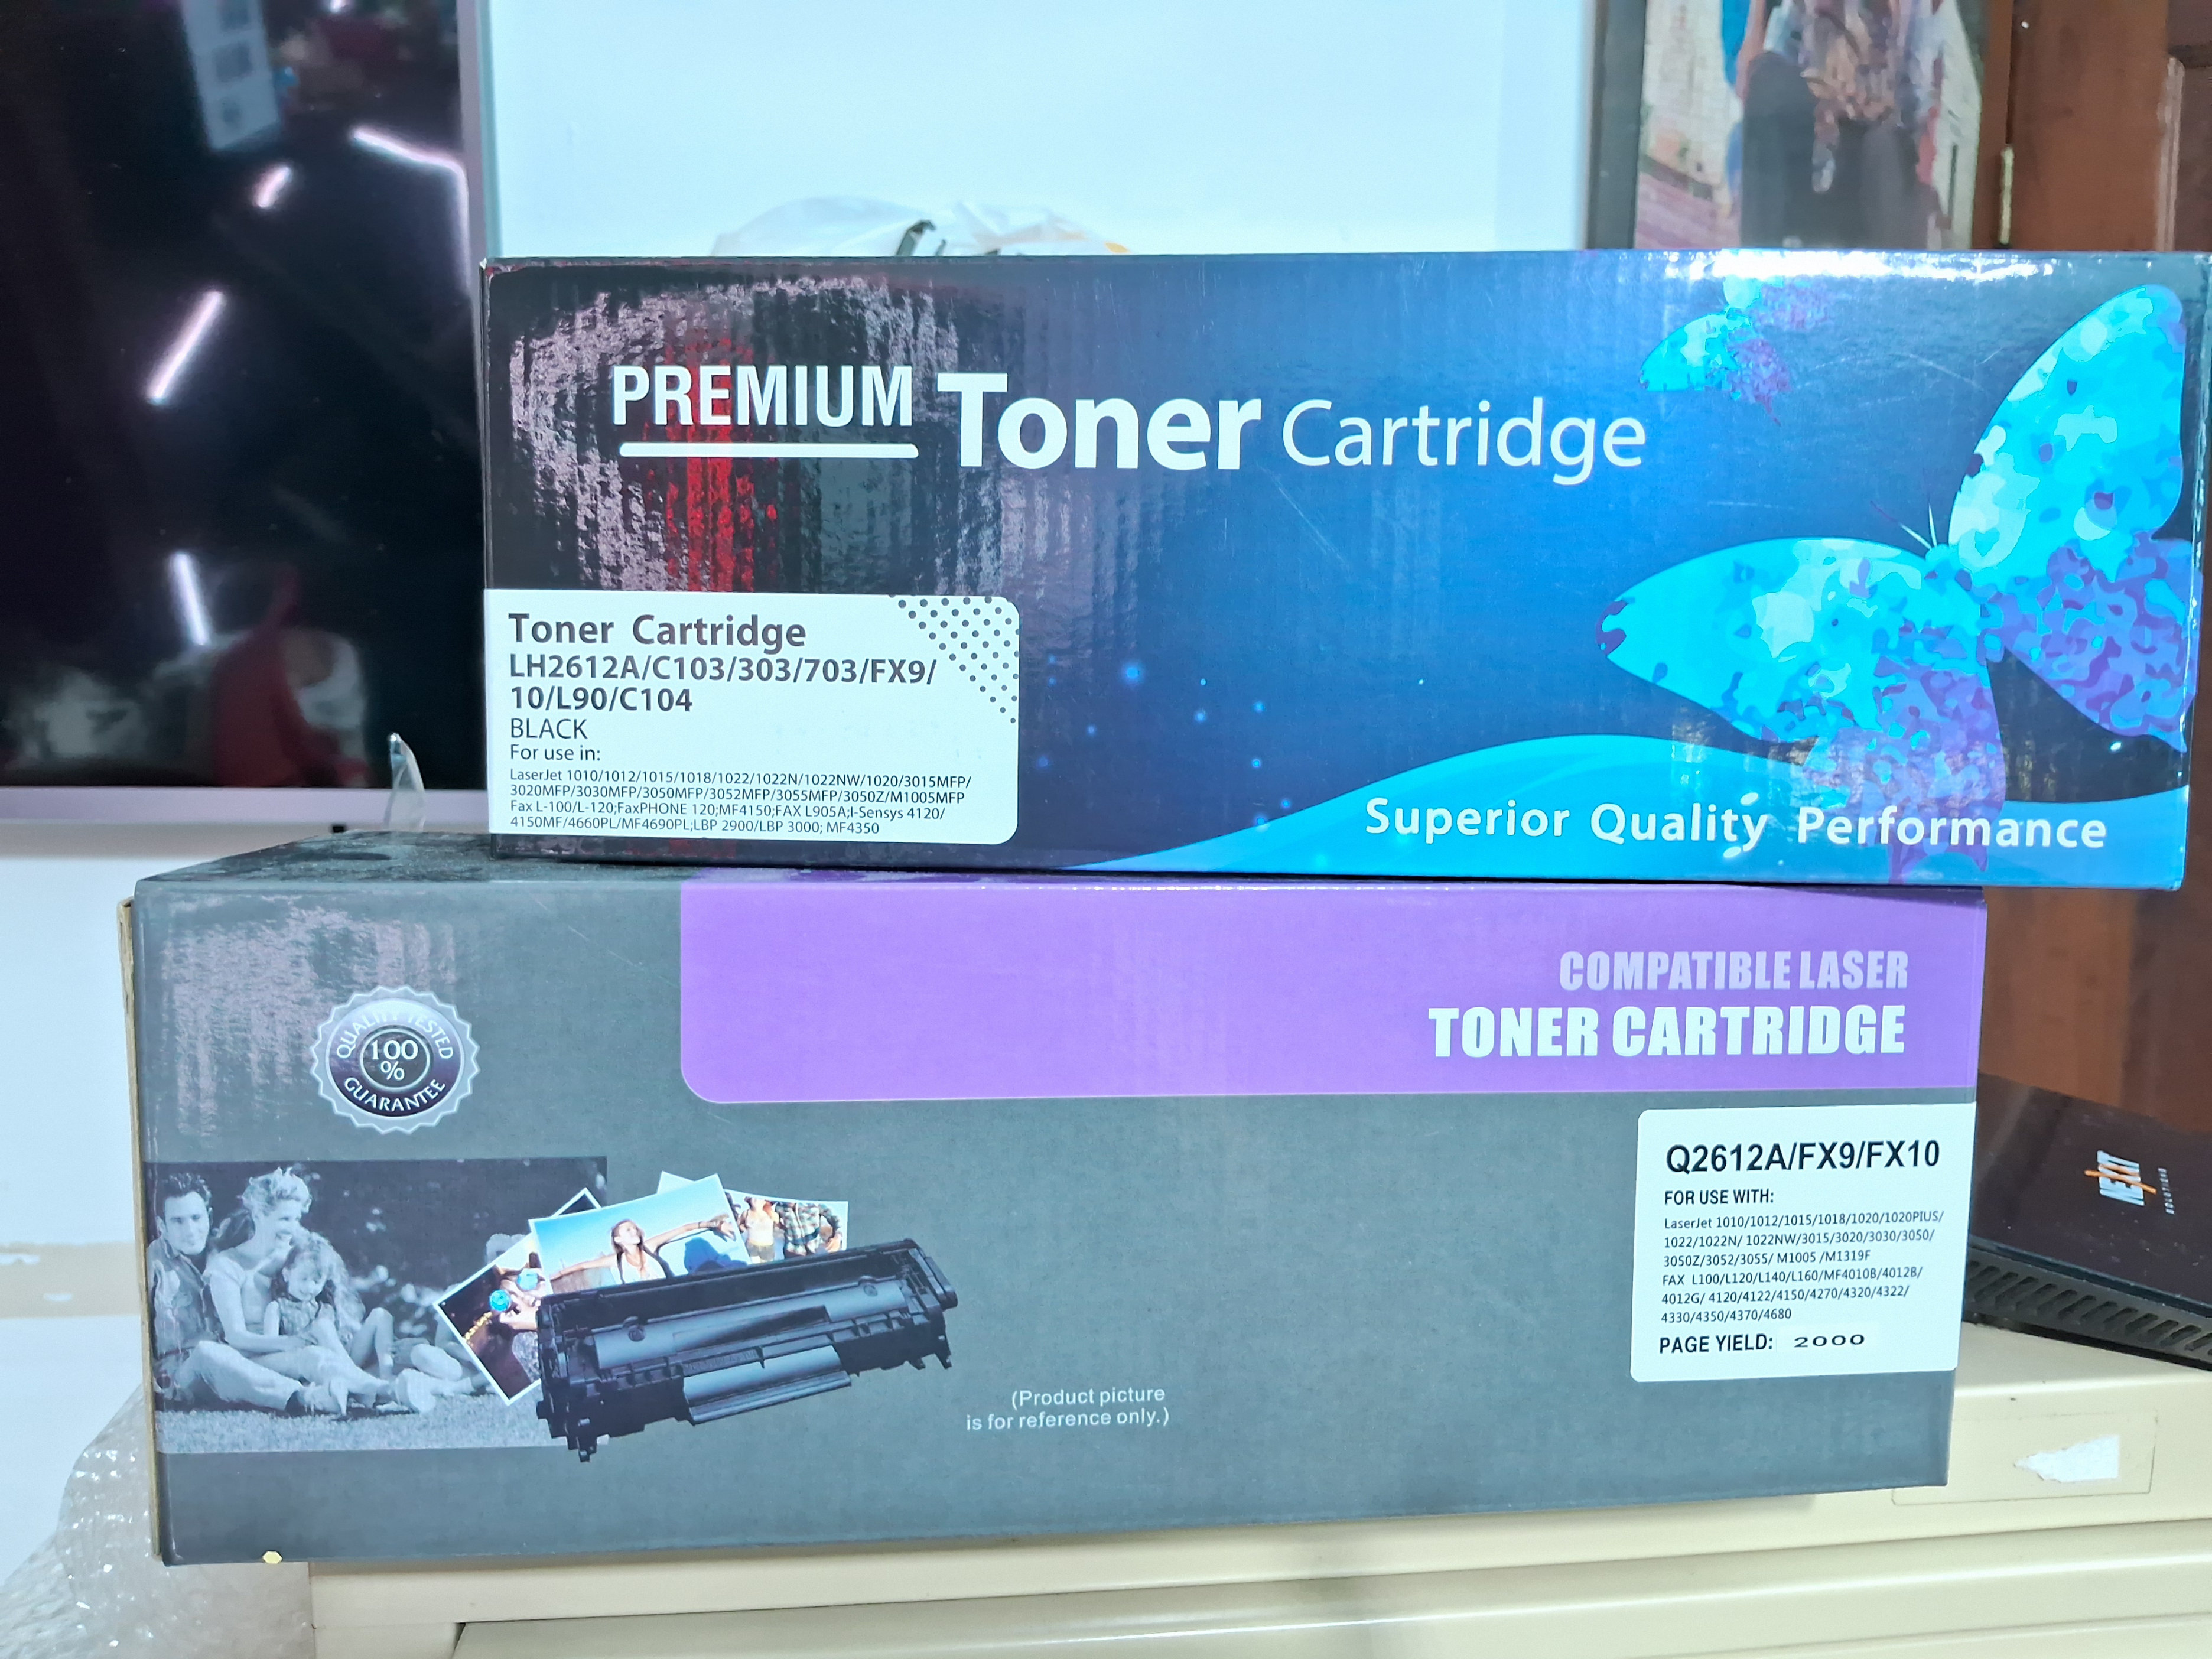 PREMIUM Toner Cartridge
Toner Cartridge
LH2612A/C103/303/703/FX9/
10/L90/C104
BLACK
For use in:
LaserJet 1010/1012/1015/1018/1022/1022N/1022NW/1020/3015MFP/
3020MFP/3030MFP/3050MFP/3052MFP/3055MFP/3050Z/M1005MFP
Fax L-100/L-120;FaxPHONE 120;MF4150;FAX L905A;I-Sensys 4120/
4150MF/4660PL/MF4690PL;LBP 2900/LBP 3000; MF4350
Superior Quality Performance
COMPATIBLE LASER
TONER CARTRIDGE
QUALITY TESTED
100
%
GUARANTEE
Q2612A/FX9/FX10
FOR USE WITH:
LaserJet 1010/1012/1015/1018/1020/1020PIUS/
1022/1022N/ 1022NW/3015/3020/3030/3050/
3050Z/3052/3055/ M1005 /M1319F
FAX L100/L120/L140/L160/MF4010B/4012B/
4012G/ 4120/4122/4150/4270/4320/4322/
4330/4350/4370/4680
PAGE YIELD: 2000
(Product picture
is for reference only.)
NEXT
SOLUTIONS